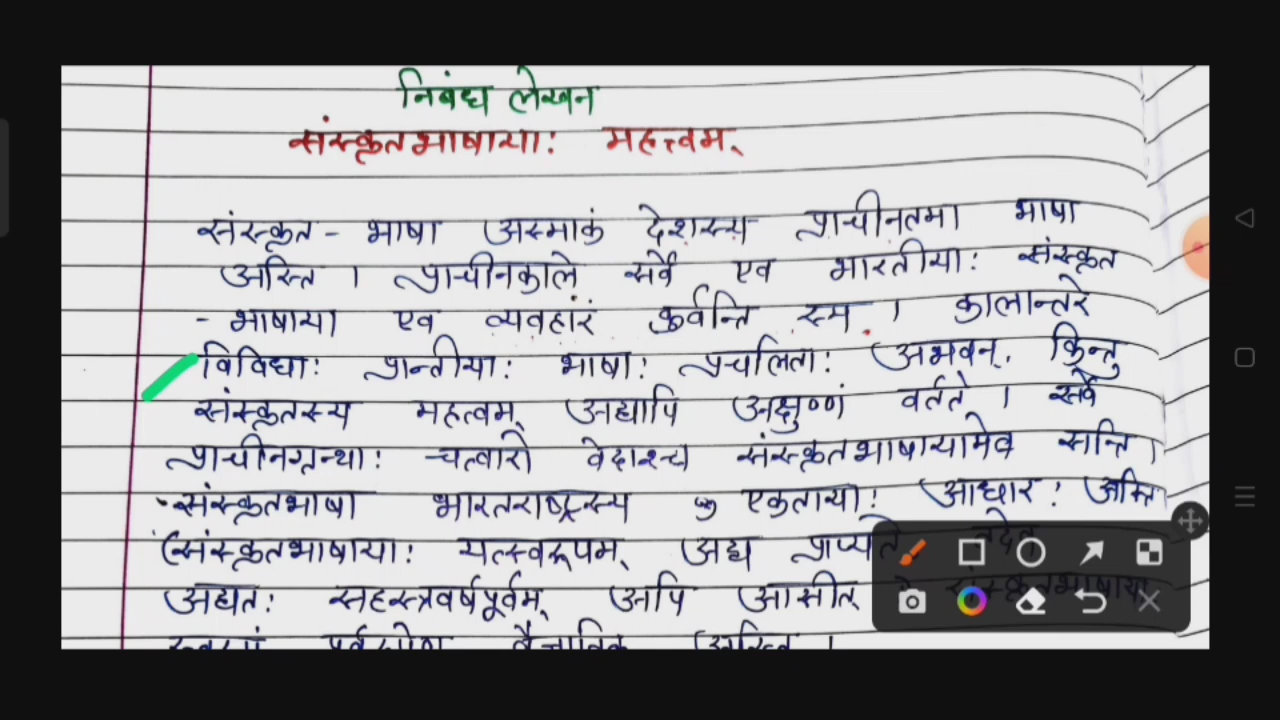 निबंध लेखन
संस्कृतभाषाया: महत्त्वम्
संस्कृत - भाषा अस्माकं देशस्य प्राचीनतमा भाषा
अस्ति । प्राचीनकाले सर्वे एव भारतीया: संस्कृत
- भाषाया एव व्यवहारं कुर्वन्ति स्म । कालान्तरे
विविधा: प्रान्तीया: भाषा: प्रचलिता: अभवन् किन्तु
संस्कृतस्य महत्वम् अद्यापि अक्षुण्णं वर्तते । सर्वे
प्राचीनग्रन्था: चत्वारो वेदाश्च संस्कृतभाषायामेव सन्ति ।
संस्कृतभाषा भारतराष्ट्रस्य एकताया: आधार: अस्ति
संस्कृतभाषाया: यत्स्वरूपम् अद्य प्राप्यते तदेव
अद्यत: सहस्त्रवर्षपूर्वम् अपि आसीत् संस्कृतभाषाया